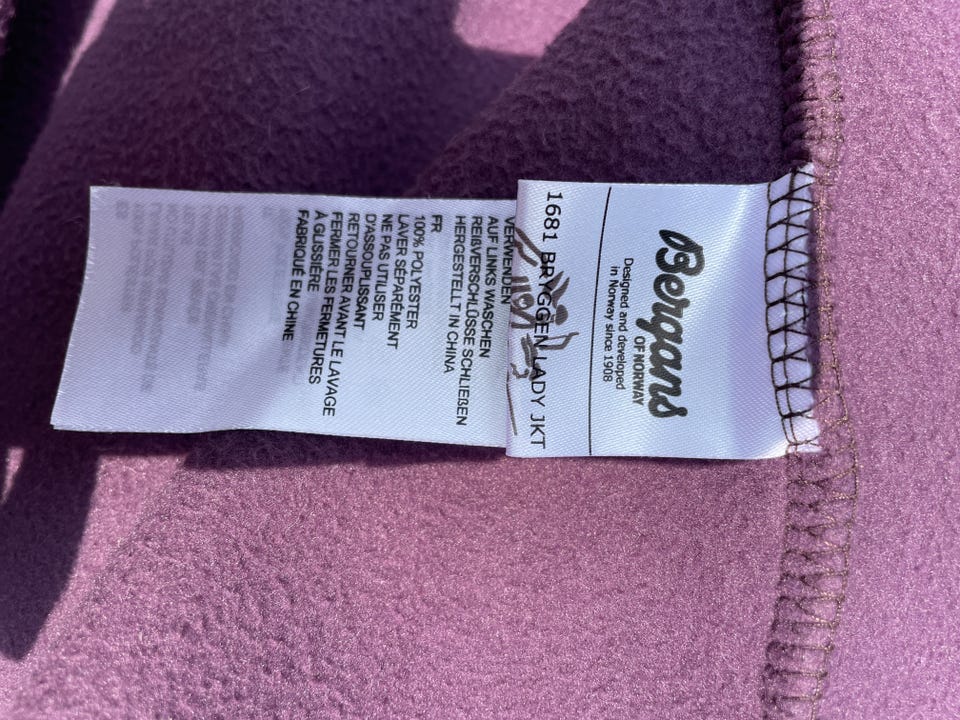 Bergans
OF NORWAY
Designed and developed
in Norway since 1908
1681 BRYGGEN LADY JKT
VERWENDEN
AUF LINKS WASCHEN
REIßVERSCHLÜSSE SCHLIEßEN
HERGESTELLT IN CHINA
FR
100% POLYESTER
LAVER SÉPARÉMENT
NE PAS UTILISER
D'ASSOUPLISSANT
RETOURNER AVANT LE LAVAGE
FERMER LES FERMETURES
À GLISSIÈRE
FABRIQUÉ EN CHINE